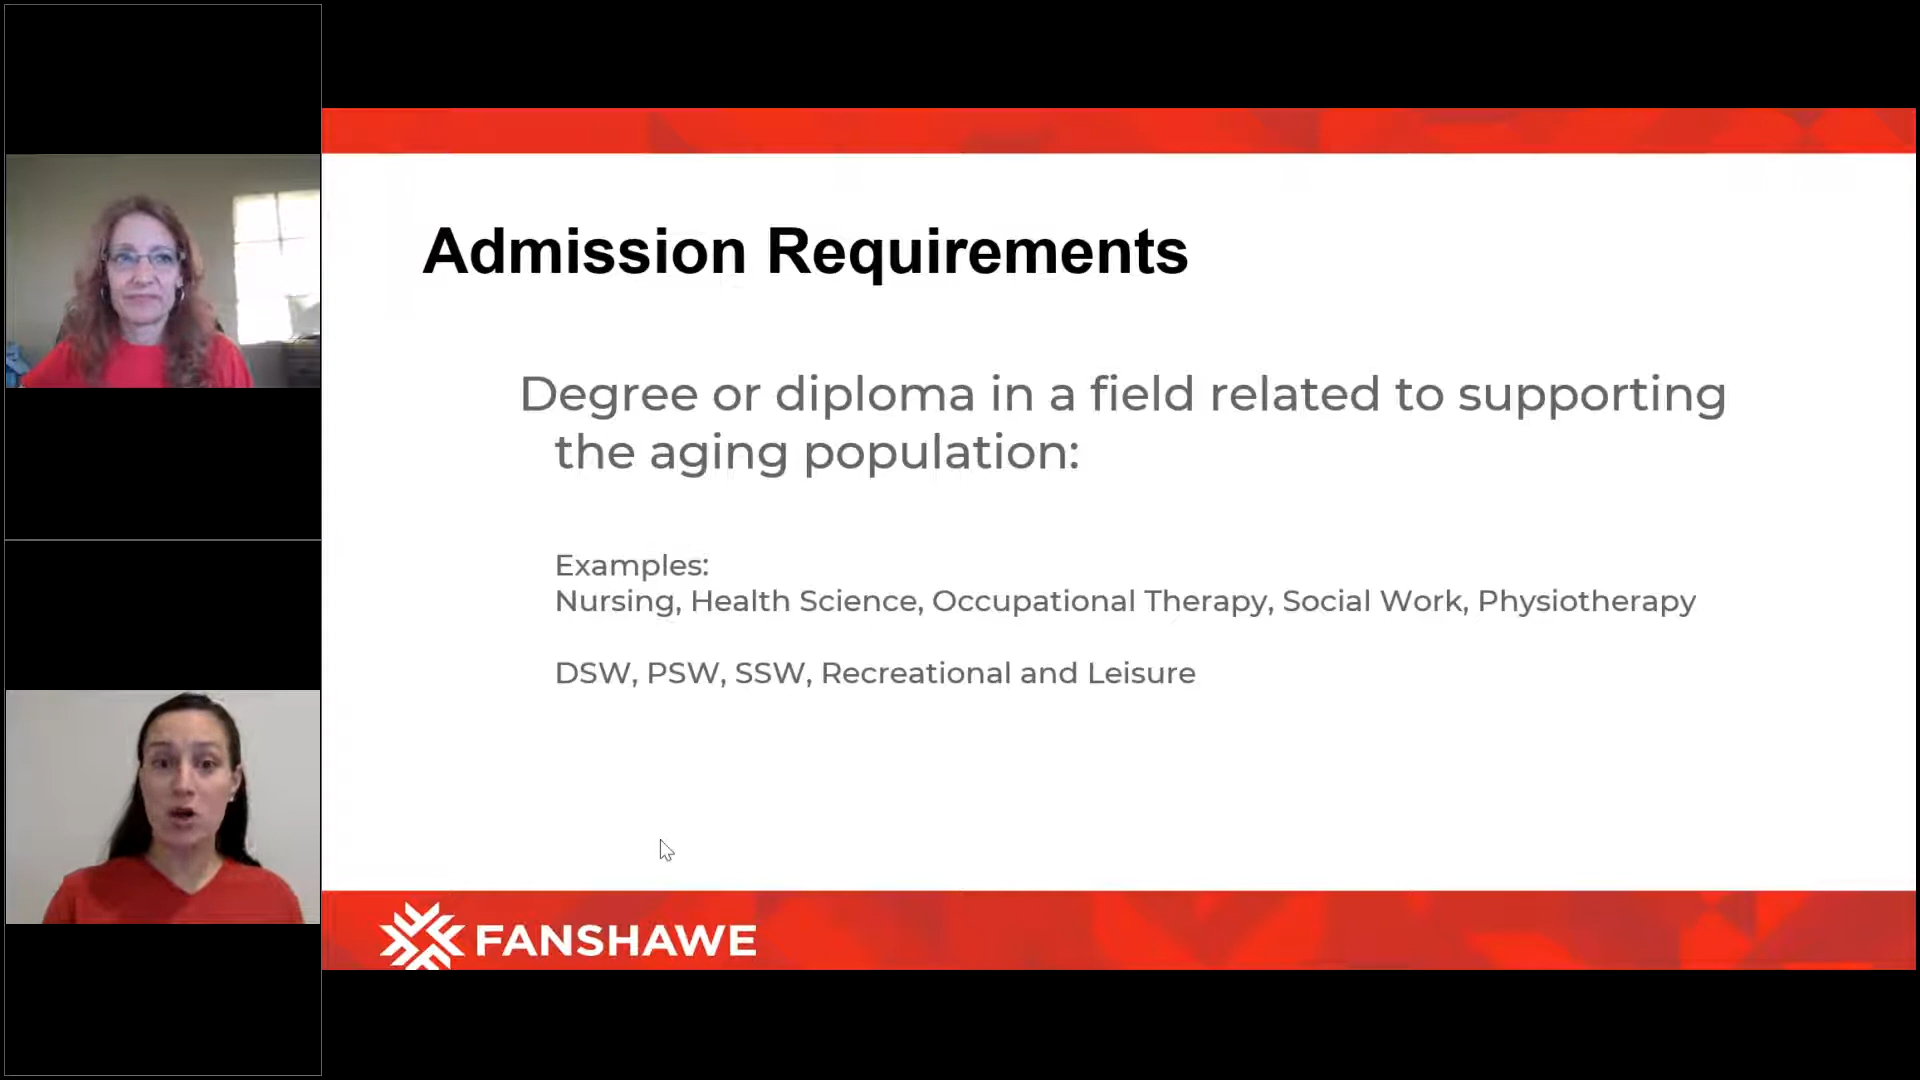 Admission Requirements
Degree or diploma in a field related to supporting
the aging population:
Examples:
Nursing, Health Science, Occupational Therapy, Social Work, Physiotherapy
DSW, PSW, SSW, Recreational and Leisure
FANSHAWE